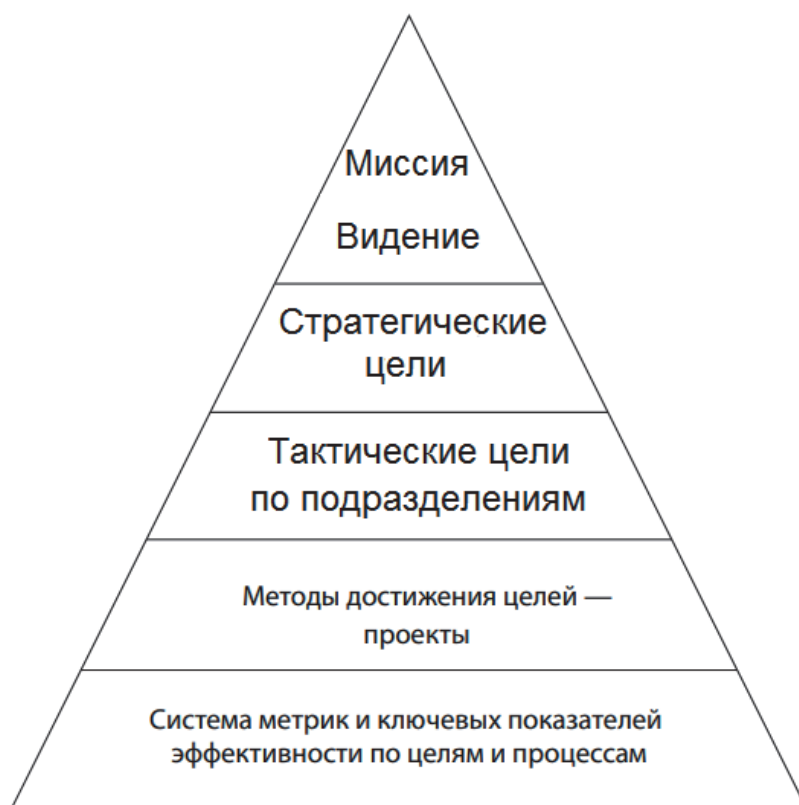 Миссия
Видение
Стратегические
цели
Тактические цели
по подразделениям
Методы достижения целей —
проекты
Система метрик и ключевых показателей
эффективности по целям и процессам